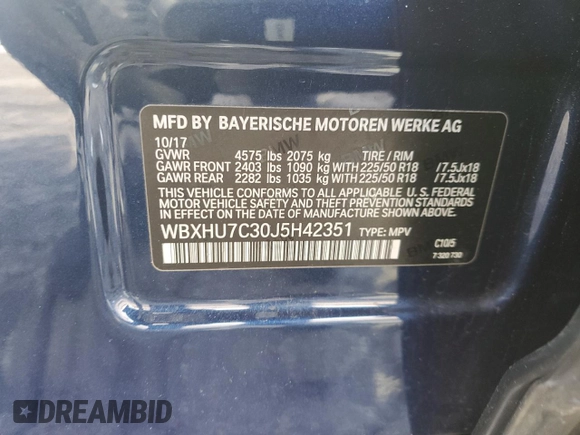 MFD BY BAYERISCHE MOTOREN WERKE AG
10/17
GVWR 4575 lbs 2075 kg TIRE / RIM
GAWR FRONT 2403 lbs 1090 kg WITH 225/50 R18 /7.5Jx18
GAWR REAR 2282 lbs 1035 kg WITH 225/50 R18 /7.5Jx18
THIS VEHICLE CONFORMS TO ALL APPLICABLE U. S. FEDERAL
MOTOR VEHICLE SAFETY, BUMPER, AND THEFT PREVENTION
STANDARDS IN EFFECT ON THE DATE OF MANUFACTURE SHOWN ABOVE.
WBXHU7C30J5H42351 TYPE: MPV
C10/5
7 320 730
DREAMBID